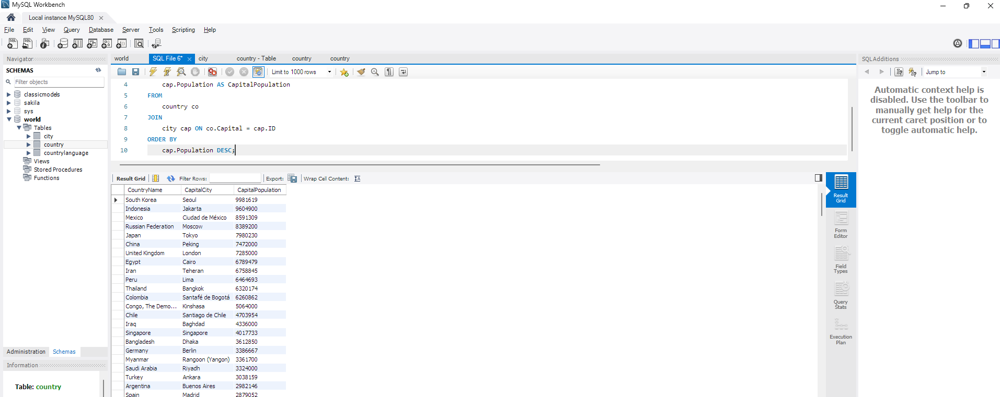 MySQL Workbench
Local instance MySQL80
File Edit View Query Database Server Tools Scripting Help
Navigator
SCHEMAS
Filter objects
classicmodels
sakila
sys
world
Tables
city
country
countrylanguage
Views
Stored Procedures
Functions
Administration Schemas
Information
Table: country
world SQL File 6* city country - Table country country
Limit to 1000 rows
4 cap.Population AS CapitalPopulation
5 FROM
6 country co
7 JOIN
8 city cap ON co.Capital = cap.ID
9 ORDER BY
10 cap.Population DESC;
Result Grid Filter Rows: Export: Wrap Cell Content:
CountryName CapitalCity CapitalPopulation
South Korea Seoul 9981619
Indonesia Jakarta 9604900
Mexico Ciudad de México 8591309
Russian Federation Moscow 8389200
Japan Tokyo 7980230
China Peking 7472000
United Kingdom London 7285000
Egypt Cairo 6789479
Iran Teheran 6758845
Peru Lima 6464693
Thailand Bangkok 6320174
Colombia Santafé de Bogotá 6260862
Congo, The Demo... Kinshasa 5064000
Chile Santiago de Chile 4703954
Iraq Baghdad 4336000
Singapore Singapore 4017733
Bangladesh Dhaka 3612850
Germany Berlin 3386667
Myanmar Rangoon (Yangon) 3361700
Saudi Arabia Riyadh 3324000
Turkey Ankara 3038159
Argentina Buenos Aires 2982146
Spain Madrid 2879052
Result
Grid
Form
Editor
Field
Types
Query
Stats
Execution
Plan
SQLAdditions
Jump to
Automatic context help is
disabled. Use the toolbar to
manually get help for the
current caret position or to
toggle automatic help.